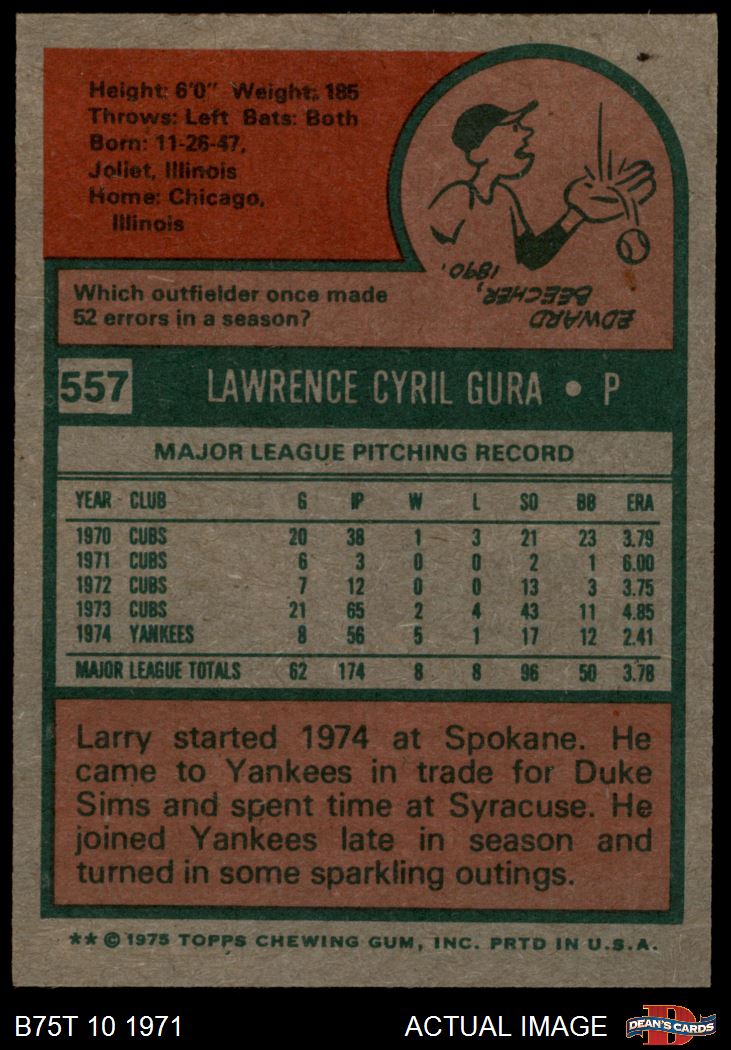 Height: 6'0" Weight: 185
Throws: Left Bats: Both
Born: 11-26-47,
Joliet, Illinois
Home: Chicago,
Illinois
Which outfielder once made
52 errors in a season?
EDWARD
BEECHER,
1890.
557 LAWRENCE CYRIL GURA • P
MAJOR LEAGUE PITCHING RECORD
YEAR CLUB G IP W L SO BB ERA
1970 CUBS 20 38 1 3 21 23 3.79
1971 CUBS 6 3 0 0 2 1 6.00
1972 CUBS 7 12 0 0 13 3 3.75
1973 CUBS 21 65 2 4 43 11 4.85
1974 YANKEES 8 56 5 1 17 12 2.41
MAJOR LEAGUE TOTALS 62 174 8 8 96 50 3.78
Larry started 1974 at Spokane. He
came to Yankees in trade for Duke
Sims and spent time at Syracuse. He
joined Yankees late in season and
turned in some sparkling outings.
** © 1975 TOPPS CHEWING GUM, INC. PRTD IN U.S.A.
B75T 10 1971 ACTUAL IMAGE
D
DEAN'S CARDS